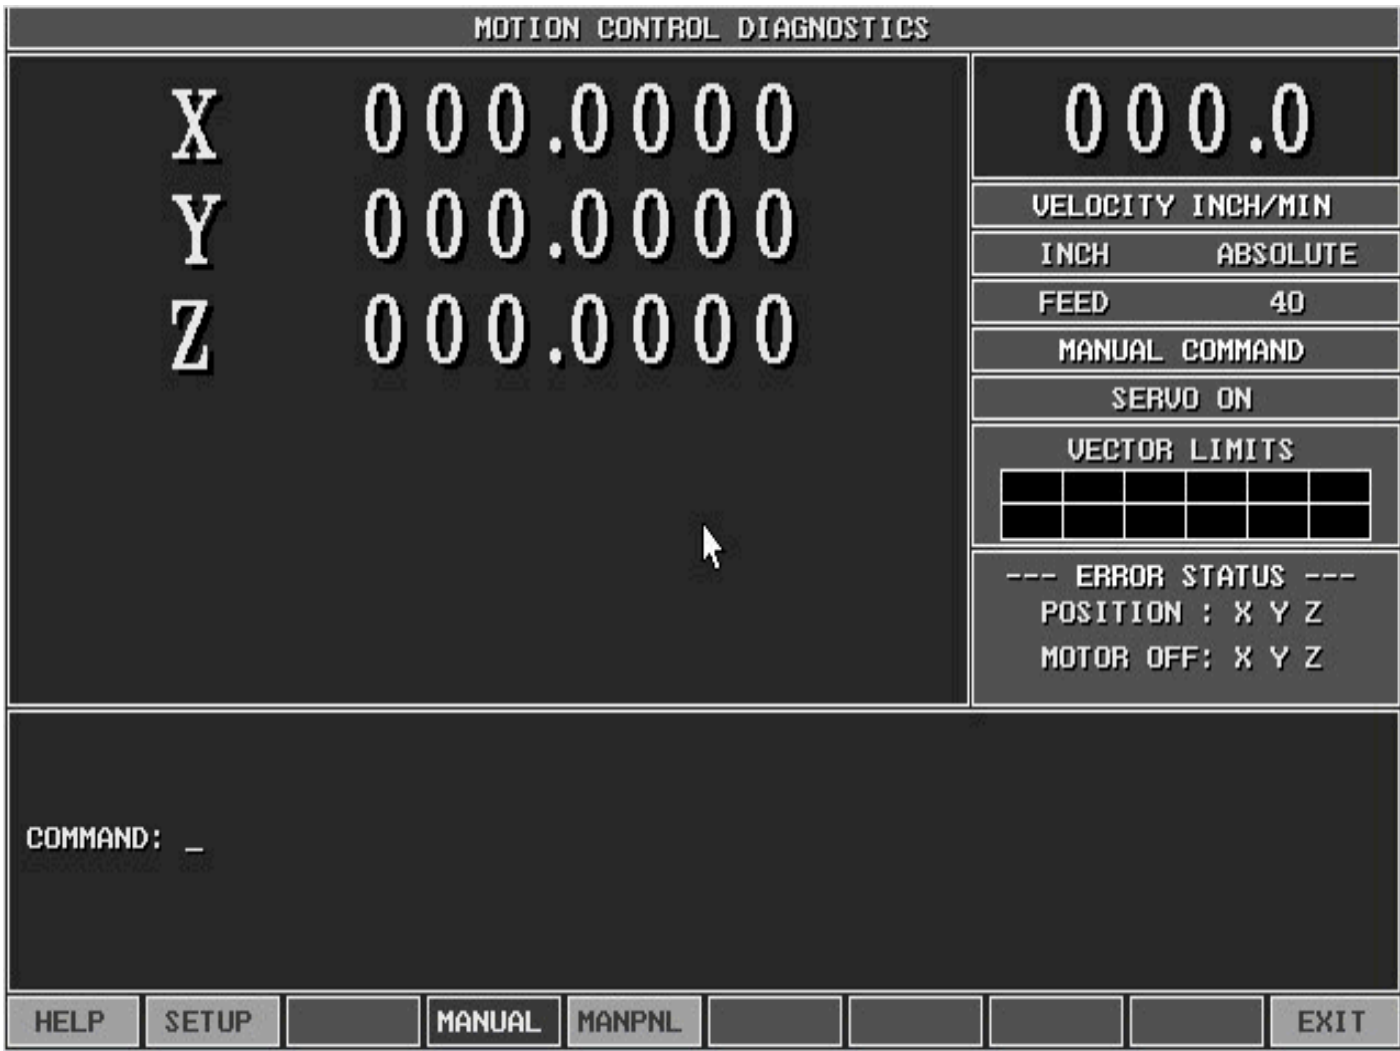 MOTION CONTROL DIAGNOSTICS
X 000.0000
Y 000.0000
Z 000.0000
000.0
VELOCITY INCH/MIN
INCH ABSOLUTE
FEED 40
MANUAL COMMAND
SERVO ON
VECTOR LIMITS
--- ERROR STATUS ---
POSITION : X Y Z
MOTOR OFF: X Y Z
COMMAND: _
HELP SETUP MANUAL MANPNL EXIT